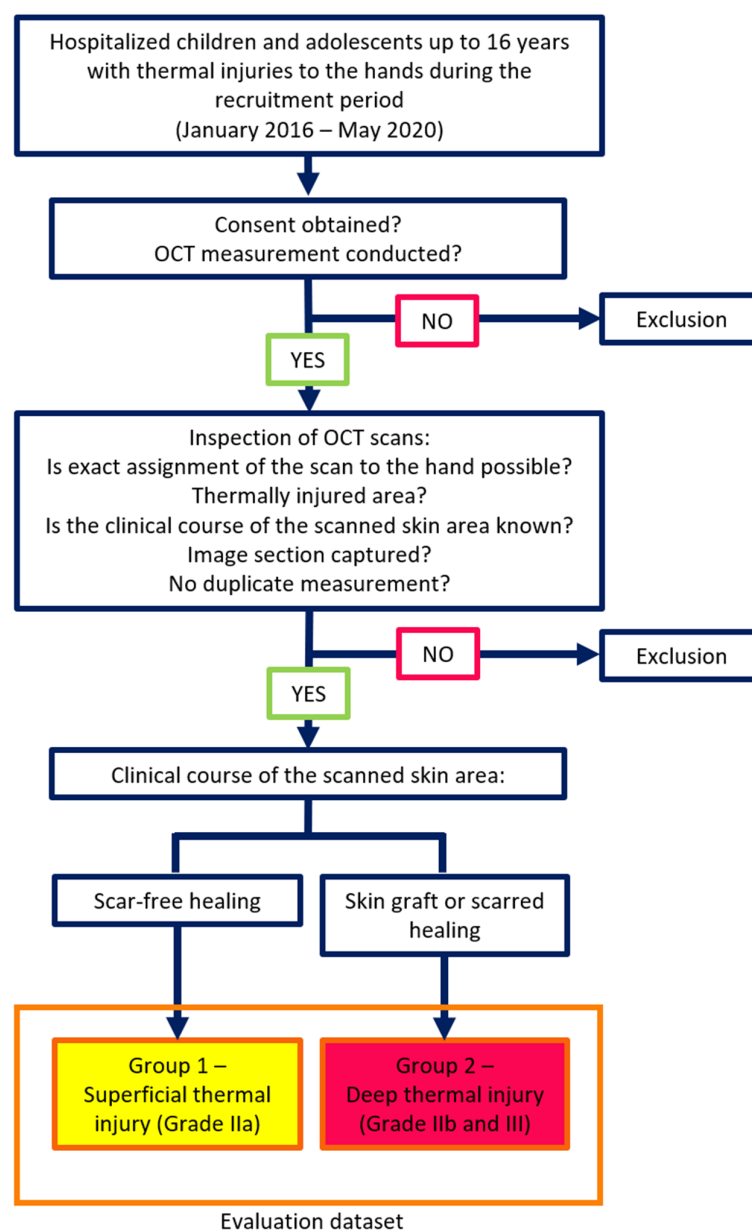 Hospitalized children and adolescents up to 16 years
with thermal injuries to the hands during the
recruitment period
(January 2016 – May 2020)
Consent obtained?
OCT measurement conducted?
NO
Exclusion
YES
Inspection of OCT scans:
Is exact assignment of the scan to the hand possible?
Thermally injured area?
Is the clinical course of the scanned skin area known?
Image section captured?
No duplicate measurement?
NO
Exclusion
YES
Clinical course of the scanned skin area:
Scar-free healing
Skin graft or scarred
healing
Group 1 –
Superficial thermal
injury (Grade IIa)
Group 2 –
Deep thermal injury
(Grade IIb and III)
Evaluation dataset